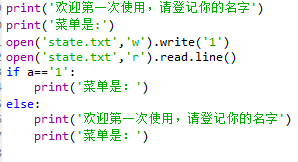 print('欢迎第一次使用，请登记你的名字')
print('菜单是:')
open('state.txt','w').write('1')
open('state.txt','r').read.line()
if a=='1':
    print('菜单是：')
else:
    print('欢迎第一次使用，请登记你的名字')
    print('菜单是：')